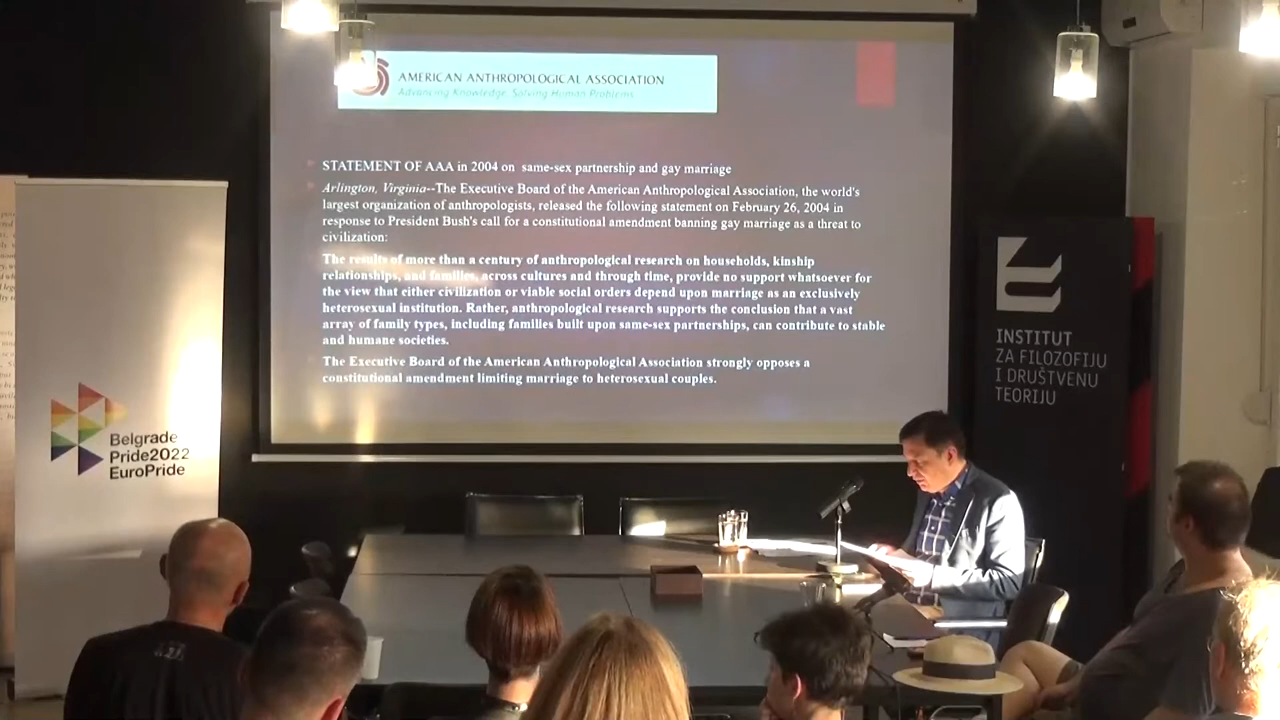 AMERICAN ANTHROPOLOGICAL ASSOCIATION
Advancing Knowledge, Solving Human Problems
STATEMENT OF AAA in 2004 on same-sex partnership and gay marriage
Arlington, Virginia--The Executive Board of the American Anthropological Association, the world's
largest organization of anthropologists, released the following statement on February 26, 2004 in
response to President Bush's call for a constitutional amendment banning gay marriage as a threat to
civilization:
The results of more than a century of anthropological research on households, kinship
relationships, and families, across cultures and through time, provide no support whatsoever for
the view that either civilization or viable social orders depend upon marriage as an exclusively
heterosexual institution. Rather, anthropological research supports the conclusion that a vast
array of family types, including families built upon same-sex partnerships, can contribute to stable
and humane societies.
The Executive Board of the American Anthropological Association strongly opposes a
constitutional amendment limiting marriage to heterosexual couples.
Belgrade
Pride2022
EuroPride
INSTITUT
ZA FILOZOFIJU
I DRUŠTVENU
TEORIJU